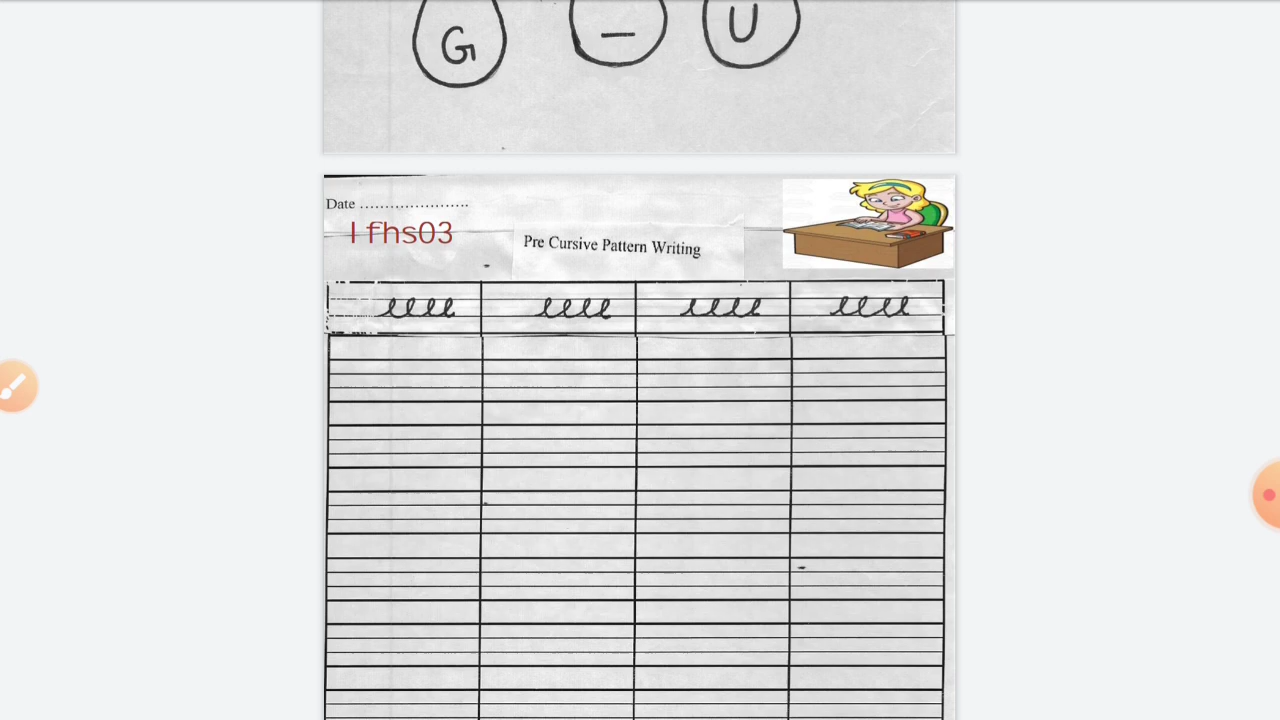 G _ U
Date ......................
I fhs03
Pre Cursive Pattern Writing
llll llll llll llll